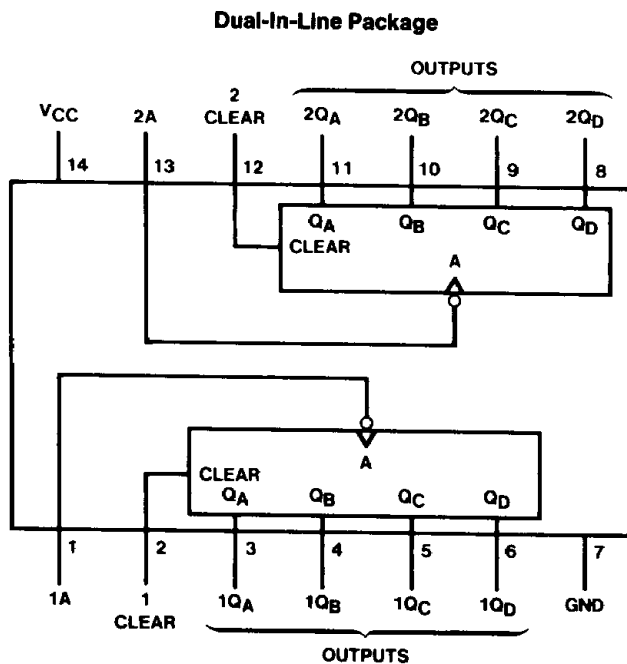 Dual-In-Line Package
OUTPUTS
VCC 2A 2 CLEAR 2QA 2QB 2QC 2QD
14 13 12 11 10 9 8
QA QB QC QD
CLEAR
A
A
CLEAR
QA QB QC QD
1 2 3 4 5 6 7
1A 1 CLEAR 1QA 1QB 1QC 1QD GND
OUTPUTS